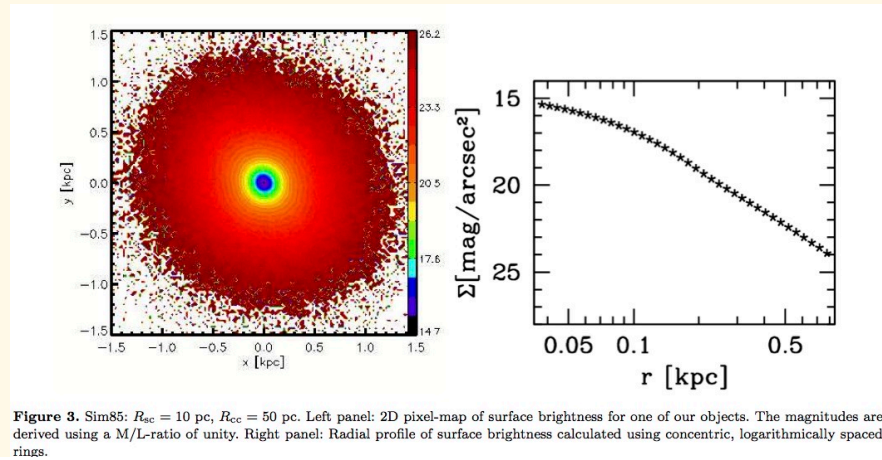 1.5
1.0
0.5
0.0
−0.5
−1.0
−1.5
y [kpc]
−1.5 −1.0 −0.5 0.0 0.5 1.0 1.5
x [kpc]
26.2
23.3
20.5
17.6
14.7
Σ[mag/arcsec²]
15
20
25
0.05 0.1 0.5
r [kpc]
Figure 3. Sim85: Rsc = 10 pc, Rcc = 50 pc. Left panel: 2D pixel-map of surface brightness for one of our objects. The magnitudes are
derived using a M/L-ratio of unity. Right panel: Radial profile of surface brightness calculated using concentric, logarithmically spaced
rings.